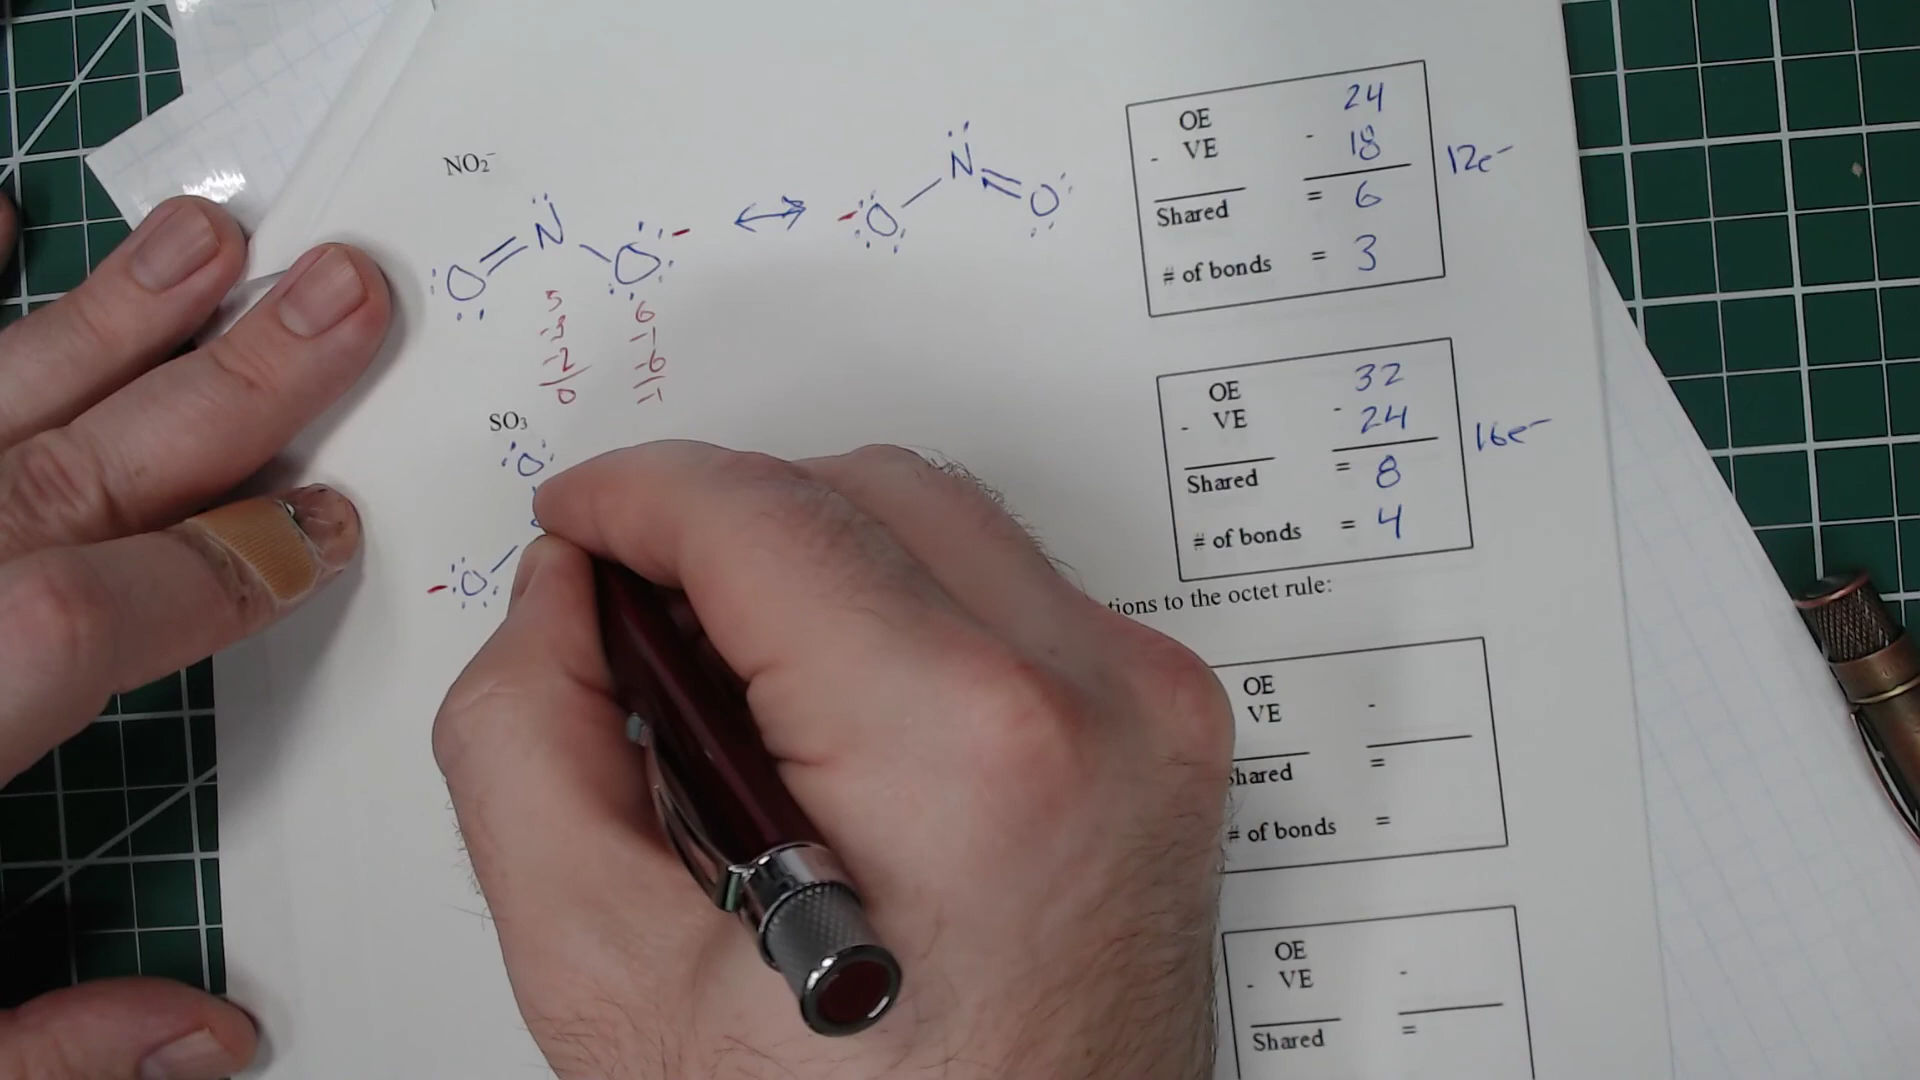 NO₂⁻
N
O
O
-
5
-3
-2
0
6
-1
-6
-1
↔
N
-
O
O
OE 24
- VE - 18
Shared = 6
# of bonds = 3
12e⁻
SO₃
O
- O
OE 32
- VE - 24
Shared = 8
# of bonds = 4
16e⁻
tions to the octet rule:
OE
VE -
Shared =
# of bonds =
OE
- VE -
Shared =